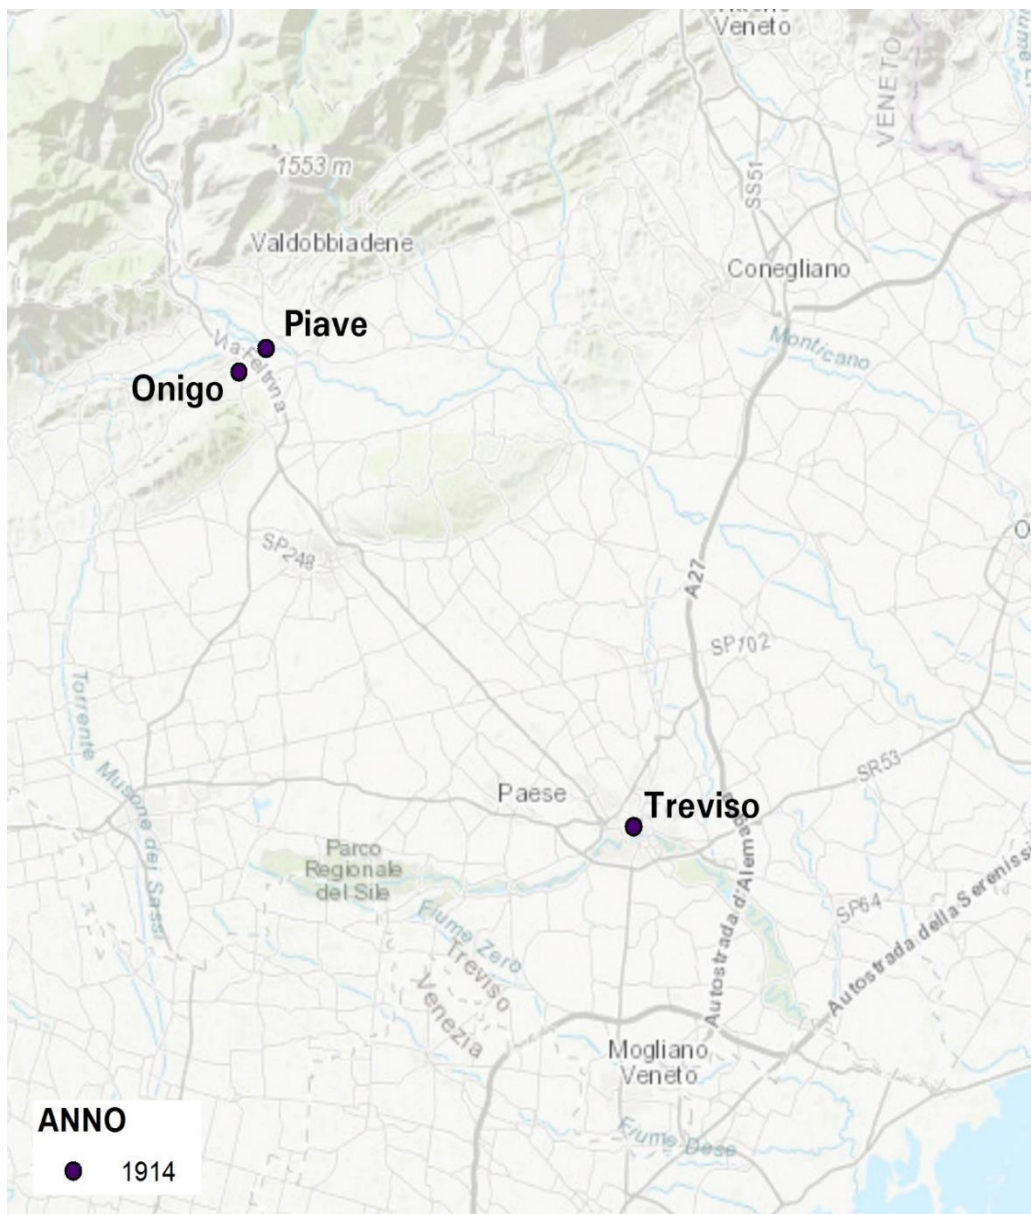 Vittorio
Veneto
VENETO
1553 m
SS51
Valdobbiadene
Conegliano
Piave
Monticano
Via Feltrina
Onigo
SP248
A27
SP102
Torrente Musone dei Sassi
SR53
Paese
Treviso
Parco
Regionale
del Sile
Autostrada d'Alemagna
SP64
Fiume Zero
Treviso
Venezia
Autostrada della Serenissi
Mogliano
Veneto
Fiume Dese
ANNO
1914